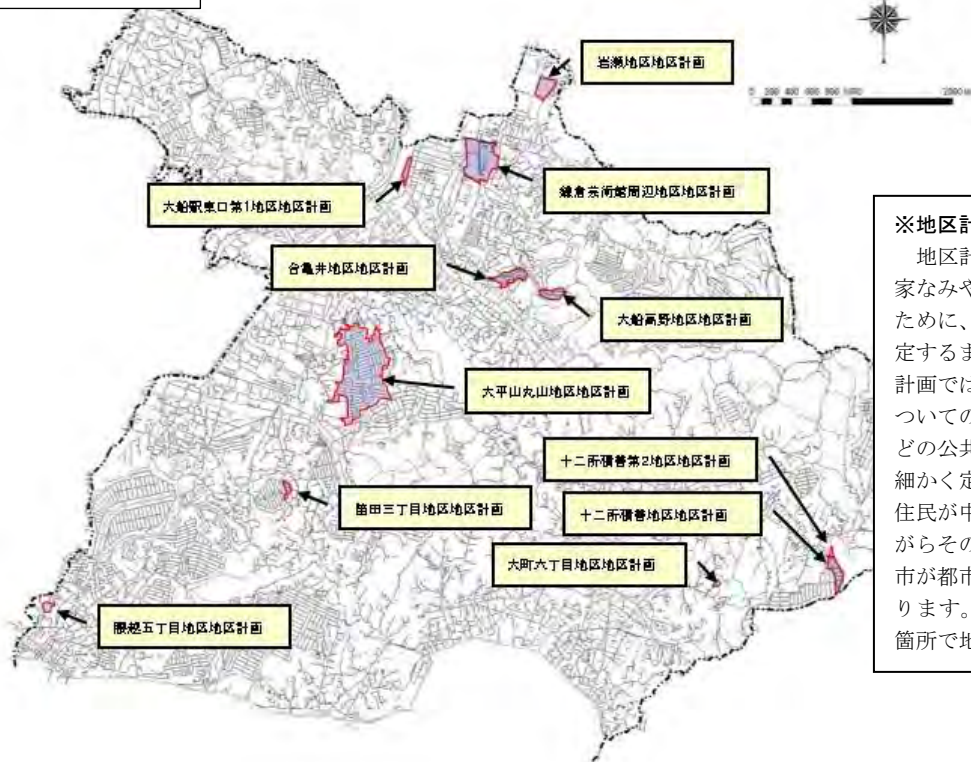 岩瀬地区地区計画
0 200 400 600 800 1000 2000 m
大船駅東口第1地区地区計画
鎌倉芸術館周辺地区地区計画
台亀井地区地区計画
大船高野地区地区計画
大平山丸山地区地区計画
十二所積善第2地区地区計画
笛田三丁目地区地区計画
十二所積善地区地区計画
大町六丁目地区地区計画
腰越五丁目地区地区計画
※地区計
地区計
家なみや
ために、
定するま
計画では
ついての
どの公共
細かく定
住民が中
がらその
市が都市
ります。
箇所で地